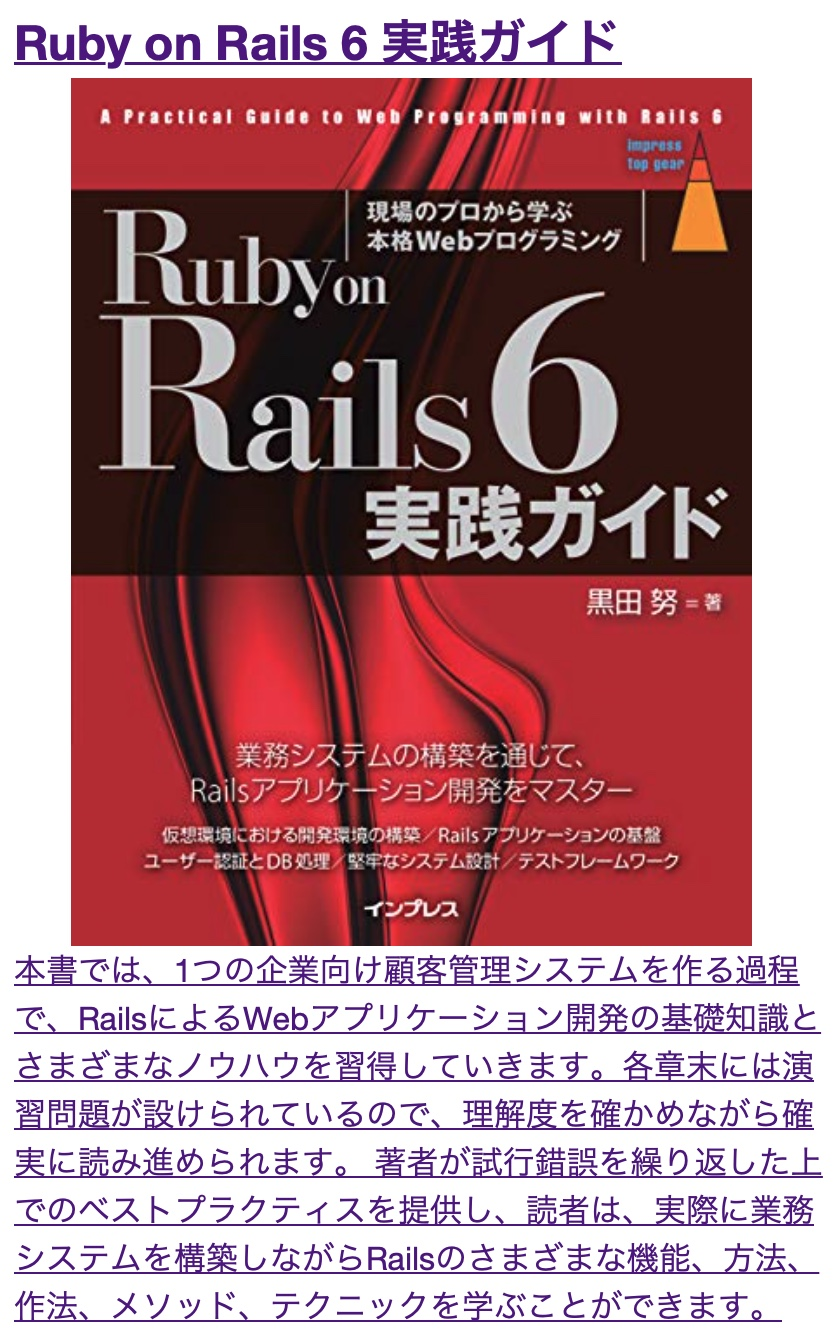 Ruby on Rails 6 実践ガイド
A Practical Guide to Web Programming with Rails 6
impress
top gear
現場のプロから学ぶ
本格Webプログラミング
Ruby on
Rails 6
実践ガイド
黒田 努 = 著
業務システムの構築を通じて、
Railsアプリケーション開発をマスター
仮想環境における開発環境の構築／Rails アプリケーションの基盤
ユーザー認証とDB 処理／堅牢なシステム設計／テストフレームワーク
インプレス
本書では、1つの企業向け顧客管理システムを作る過程
で、RailsによるWebアプリケーション開発の基礎知識と
さまざまなノウハウを習得していきます。各章末には演
習問題が設けられているので、理解度を確かめながら確
実に読み進められます。 著者が試行錯誤を繰り返した上
でのベストプラクティスを提供し、読者は、実際に業務
システムを構築しながらRailsのさまざまな機能、方法、
作法、メソッド、テクニックを学ぶことができます。